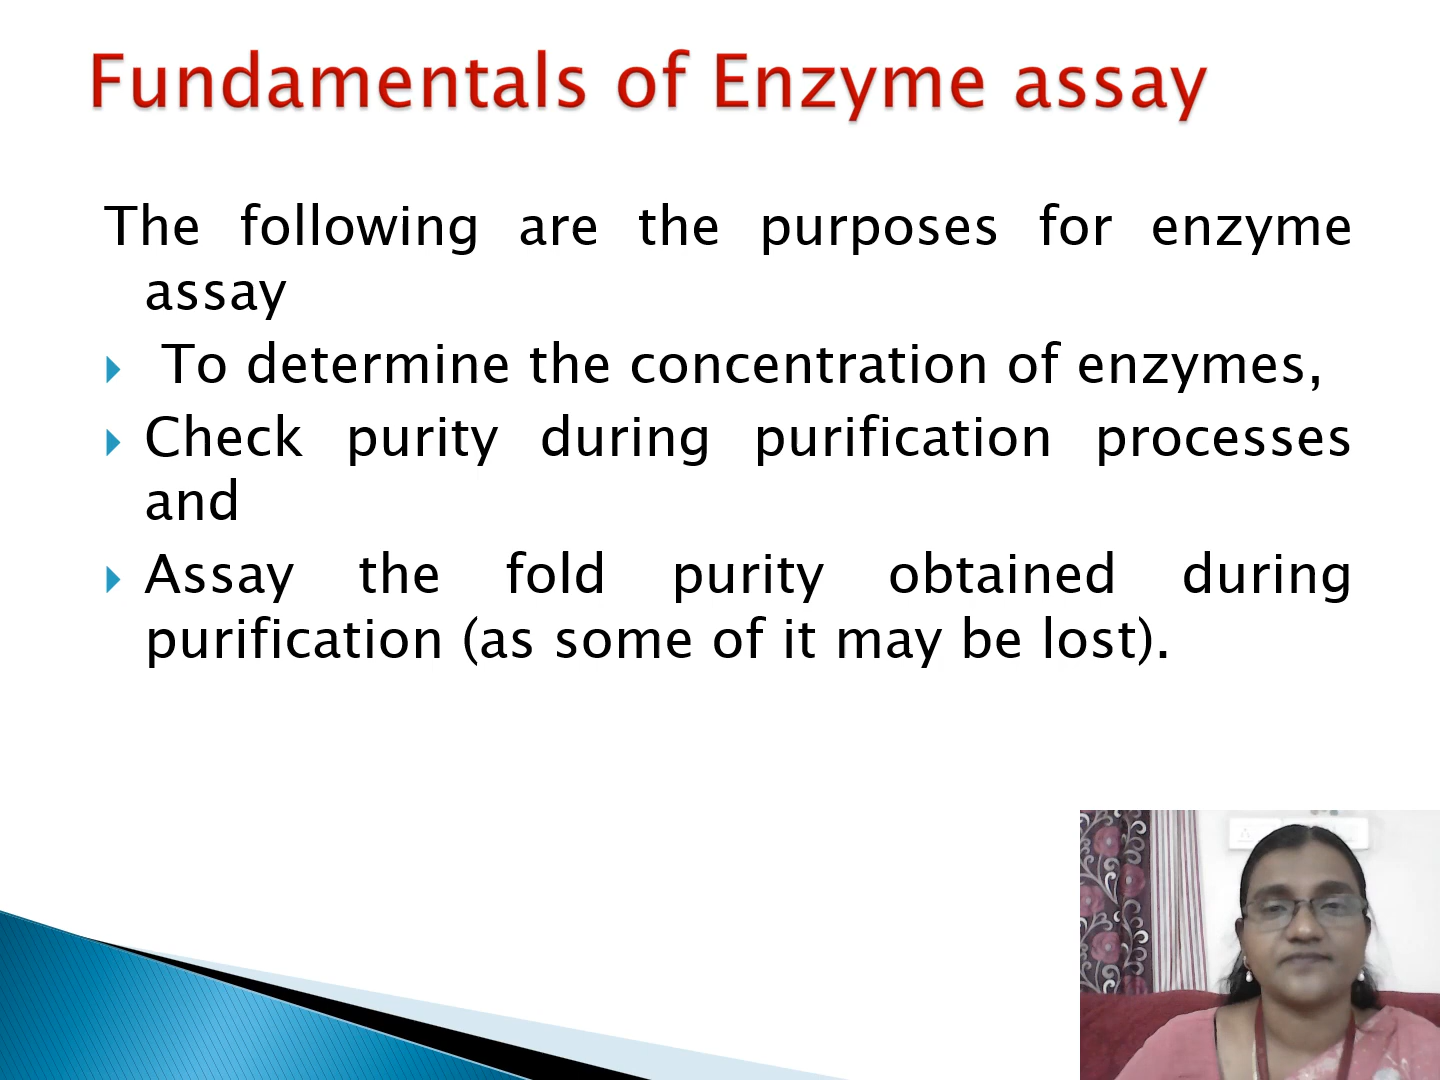 Fundamentals of Enzyme assay
The following are the purposes for enzyme
assay
To determine the concentration of enzymes,
Check purity during purification processes
and
Assay the fold purity obtained during
purification (as some of it may be lost).